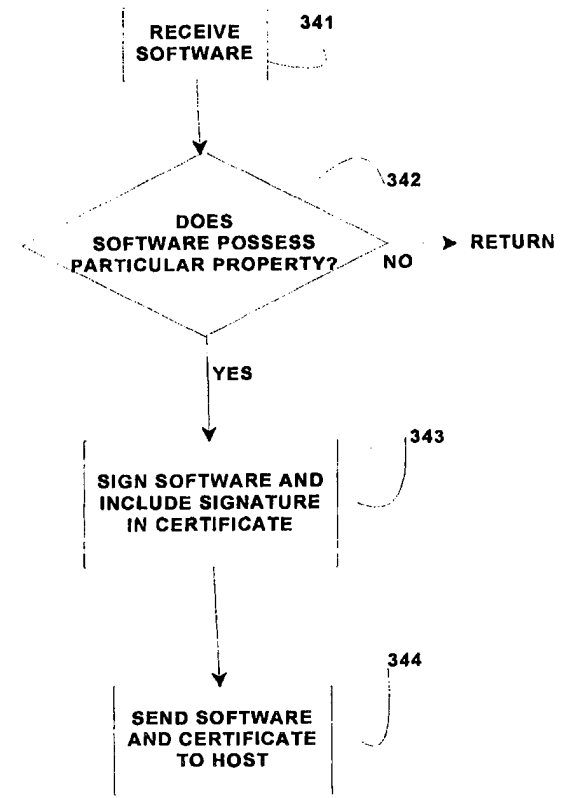 RECEIVE
SOFTWARE
341
342
DOES
SOFTWARE POSSESS
PARTICULAR PROPERTY?
NO
RETURN
YES
343
SIGN SOFTWARE AND
INCLUDE SIGNATURE
IN CERTIFICATE
344
SEND SOFTWARE
AND CERTIFICATE
TO HOST